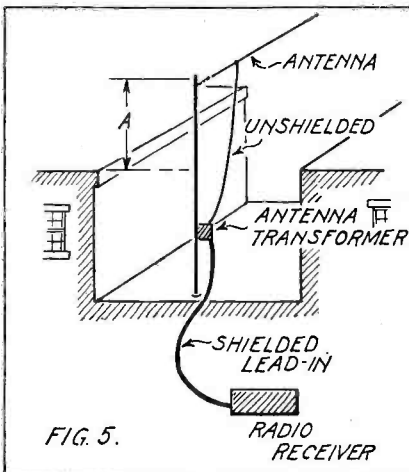 ANTENNA
A
UNSHIELDED
ANTENNA
TRANSFORMER
SHIELDED
LEAD-IN
FIG. 5.
RADIO
RECEIVER